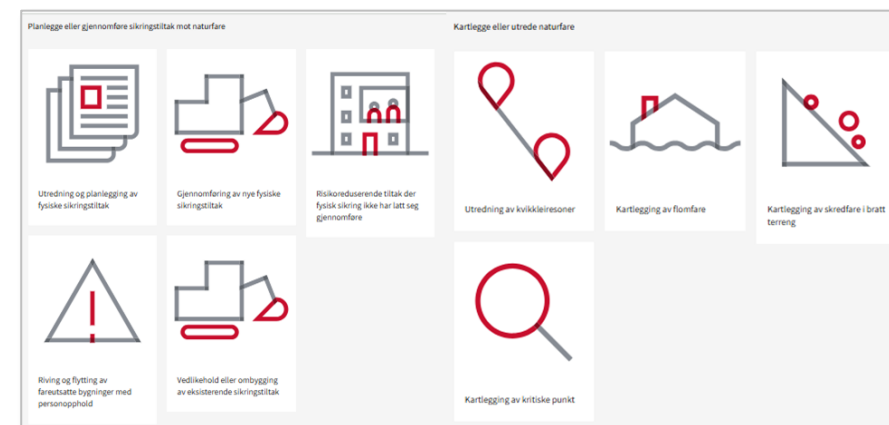 Planlegge eller gjennomføre sikringstiltak mot naturfare
Utredning og planlegging av
fysiske sikringstiltak
Gjennomføring av nye fysiske
sikringstiltak
Risikoreduserende tiltak der
fysisk sikring ikke har latt seg
gjennomføre
Riving og flytting av
fareutsatte bygninger med
personopphold
Vedlikehold eller ombygging
av eksisterende sikringstiltak
Kartlegge eller utrede naturfare
Utredning av kvikkleiresoner
Kartlegging av flomfare
Kartlegging av skredfare i bratt
terreng
Kartlegging av kritiske punkt